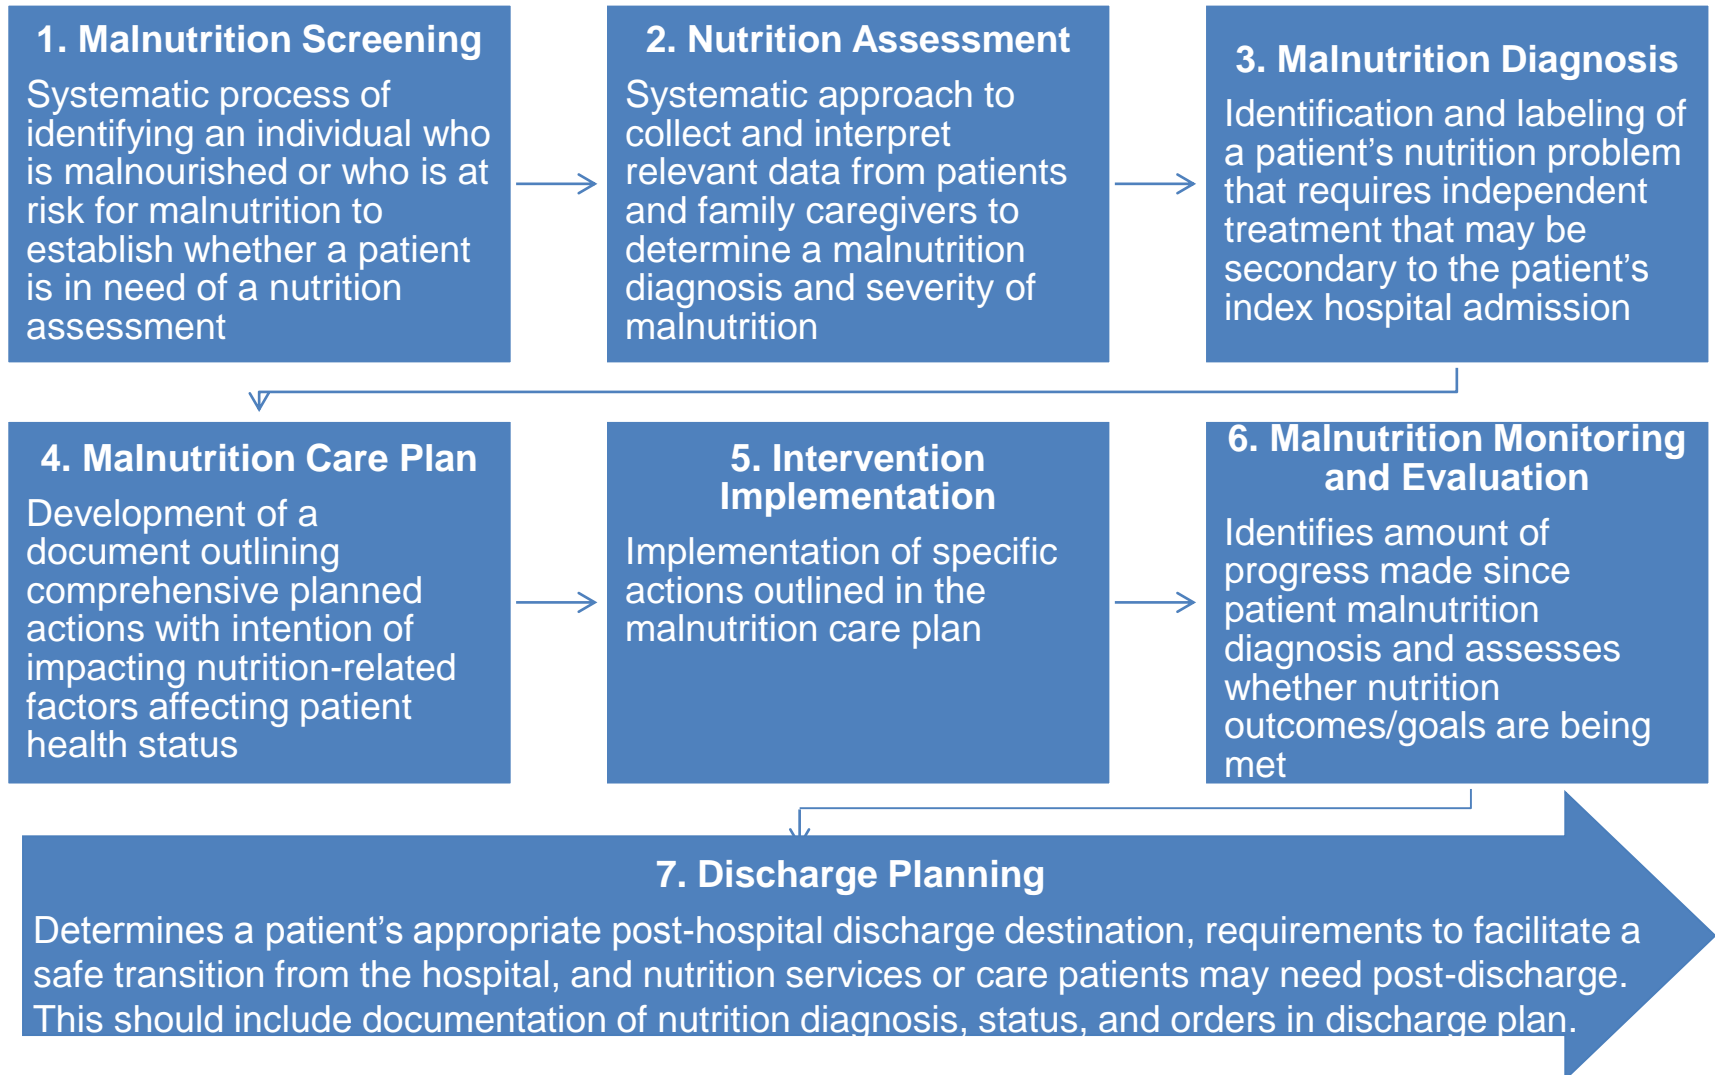 1. Malnutrition Screening
Systematic process of
identifying an individual who
is malnourished or who is at
risk for malnutrition to
establish whether a patient
is in need of a nutrition
assessment
2. Nutrition Assessment
Systematic approach to
collect and interpret
relevant data from patients
and family caregivers to
determine a malnutrition
diagnosis and severity of
malnutrition
3. Malnutrition Diagnosis
Identification and labeling of
a patient’s nutrition problem
that requires independent
treatment that may be
secondary to the patient’s
index hospital admission
4. Malnutrition Care Plan
Development of a
document outlining
comprehensive planned
actions with intention of
impacting nutrition-related
factors affecting patient
health status
5. Intervention
Implementation
Implementation of specific
actions outlined in the
malnutrition care plan
6. Malnutrition Monitoring
and Evaluation
Identifies amount of
progress made since
patient malnutrition
diagnosis and assesses
whether nutrition
outcomes/goals are being
met
7. Discharge Planning
Determines a patient’s appropriate post-hospital discharge destination, requirements to facilitate a
safe transition from the hospital, and nutrition services or care patients may need post-discharge.
This should include documentation of nutrition diagnosis, status, and orders in discharge plan.